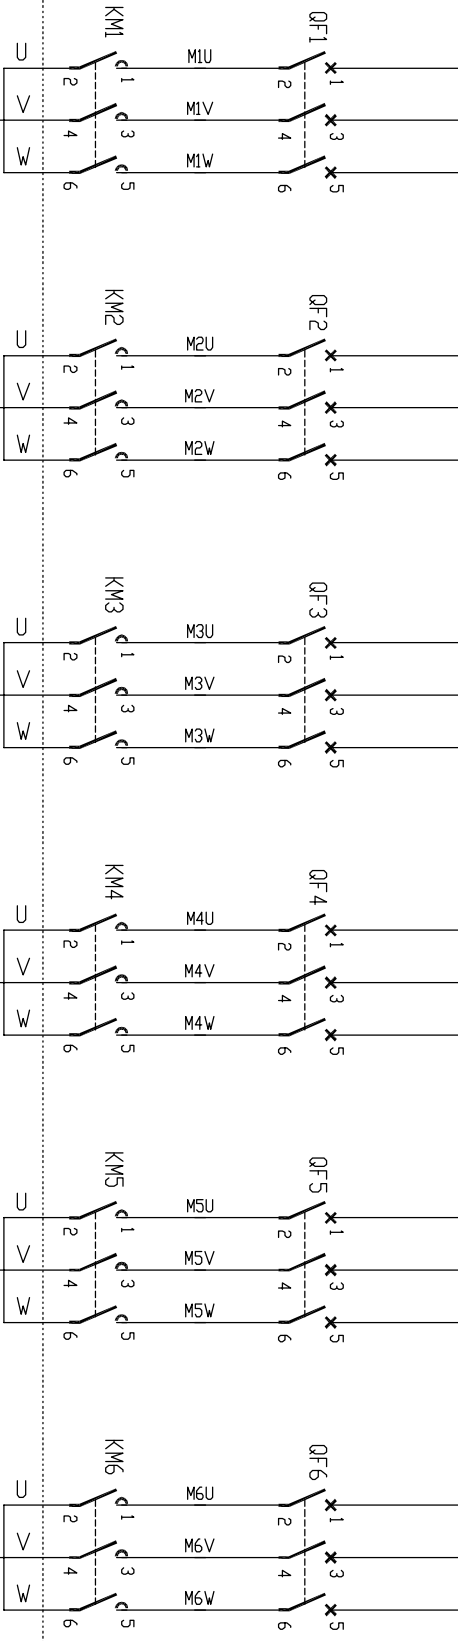 KM1 QF1
U M1U
2 1 2 1
V M1V
4 3 4 3
W M1W
6 5 6 5
KM2 QF2
U M2U
2 1 2 1
V M2V
4 3 4 3
W M2W
6 5 6 5
KM3 QF3
U M3U
2 1 2 1
V M3V
4 3 4 3
W M3W
6 5 6 5
KM4 QF4
U M4U
2 1 2 1
V M4V
4 3 4 3
W M4W
6 5 6 5
KM5 QF5
U M5U
2 1 2 1
V M5V
4 3 4 3
W M5W
6 5 6 5
KM6 QF6
U M6U
2 1 2 1
V M6V
4 3 4 3
W M6W
6 5 6 5